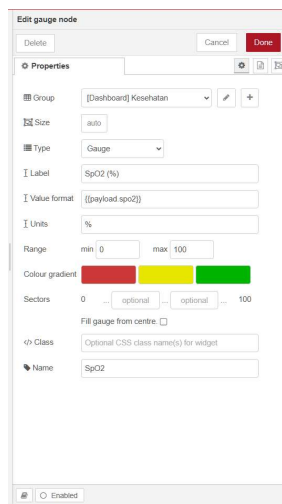 Edit gauge node
Delete Cancel Done
Properties
Group [Dashboard] Kesehatan
Size auto
Type Gauge
Label SpO2 (%)
Value format {{payload.spo2}}
Units %
Range min 0 max 100
Colour gradient
Sectors 0 ... optional ... optional ... 100
Fill gauge from centre.
</> Class Optional CSS class name(s) for widget
Name SpO2
Enabled